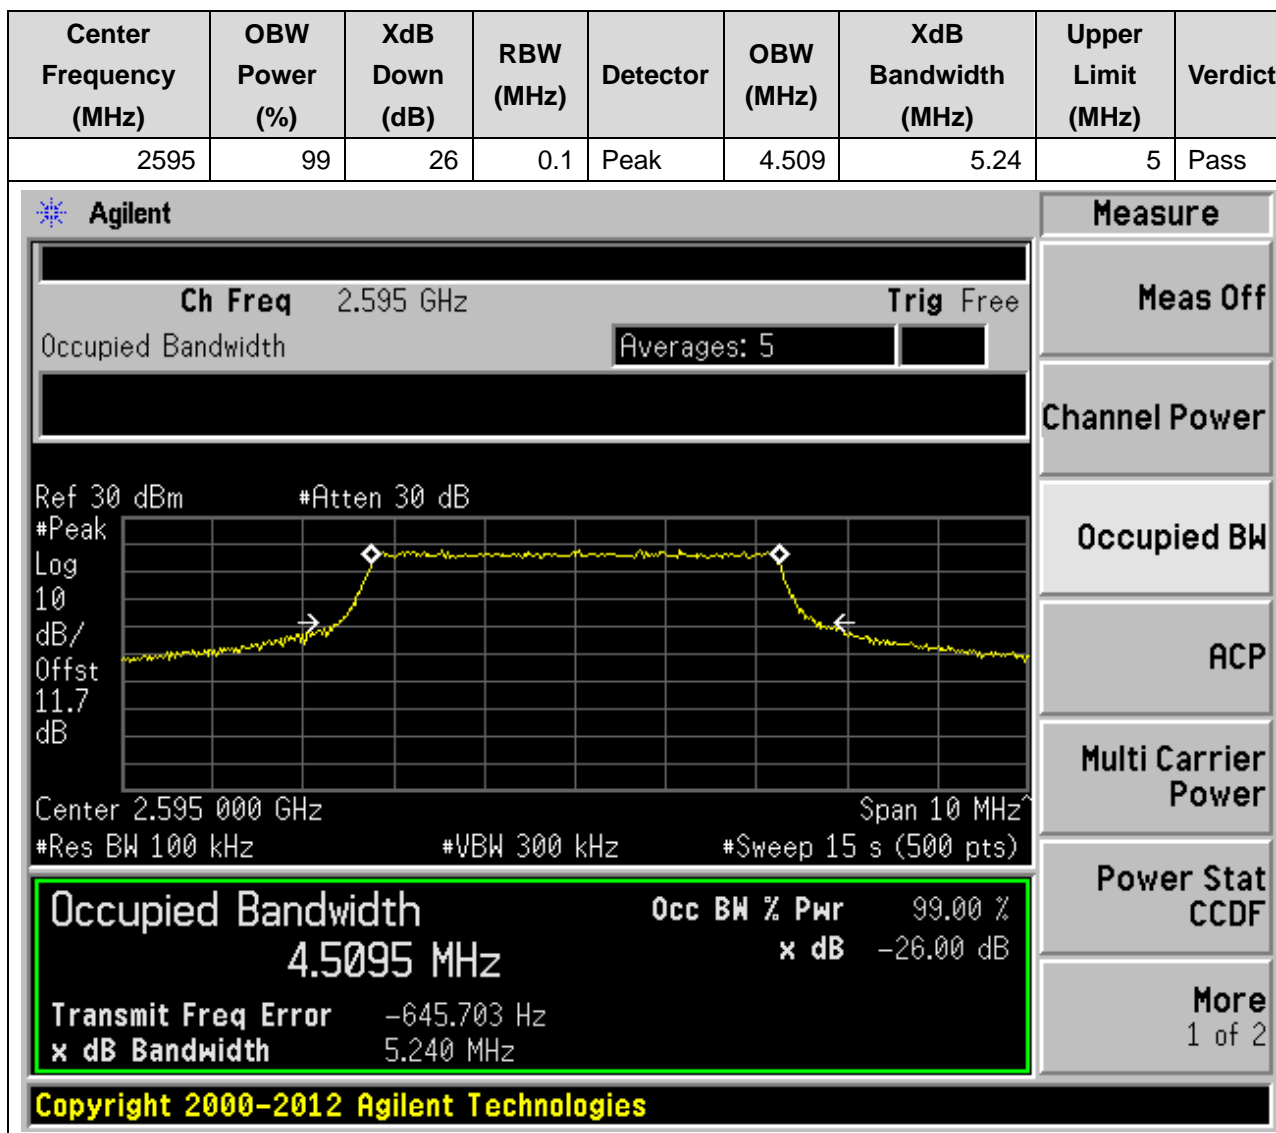 Center Frequency (MHz) OBW Power (%) XdB Down (dB) RBW (MHz) Detector OBW (MHz) XdB Bandwidth (MHz) Upper Limit (MHz) Verdict
2595 99 26 0.1 Peak 4.509 5.24 5 Pass
Agilent
Measure
Ch Freq 2.595 GHz Trig Free
Meas Off
Occupied Bandwidth Averages: 5
Channel Power
Ref 30 dBm #Atten 30 dB
#Peak
Log
10
dB/
Offst
11.7
dB
Occupied BW
ACP
Multi Carrier
Power
Center 2.595 000 GHz Span 10 MHz^
#Res BW 100 kHz #VBW 300 kHz #Sweep 15 s (500 pts)
Power Stat
CCDF
Occupied Bandwidth Occ BW % Pwr 99.00 %
4.5095 MHz x dB -26.00 dB
Transmit Freq Error -645.703 Hz
x dB Bandwidth 5.240 MHz
More
1 of 2
Copyright 2000-2012 Agilent Technologies